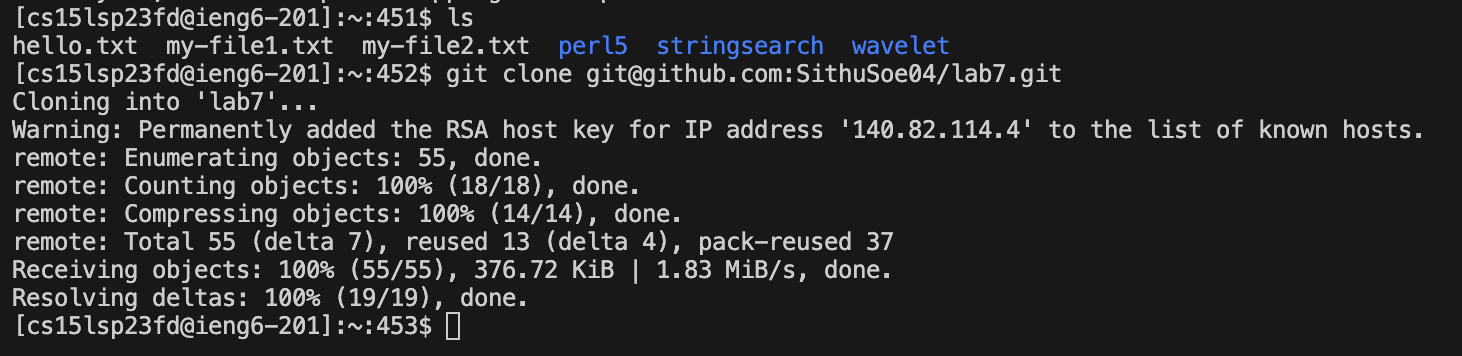 [cs15lsp23fd@ieng6-201]:~:451$ ls
hello.txt  my-file1.txt  my-file2.txt  perl5  stringsearch  wavelet
[cs15lsp23fd@ieng6-201]:~:452$ git clone git@github.com:SithuSoe04/lab7.git
Cloning into 'lab7'...
Warning: Permanently added the RSA host key for IP address '140.82.114.4' to the list of known hosts.
remote: Enumerating objects: 55, done.
remote: Counting objects: 100% (18/18), done.
remote: Compressing objects: 100% (14/14), done.
remote: Total 55 (delta 7), reused 13 (delta 4), pack-reused 37
Receiving objects: 100% (55/55), 376.72 KiB | 1.83 MiB/s, done.
Resolving deltas: 100% (19/19), done.
[cs15lsp23fd@ieng6-201]:~:453$